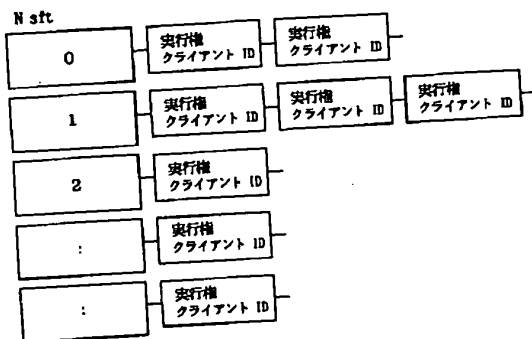 N sft
0
実行権 実行権
クライアント ID クライアント ID
1
実行権 実行権 実行権
クライアント ID クライアント ID クライアント ID
2
実行権
クライアント ID
:
実行権
クライアント ID
:
実行権
クライアント ID